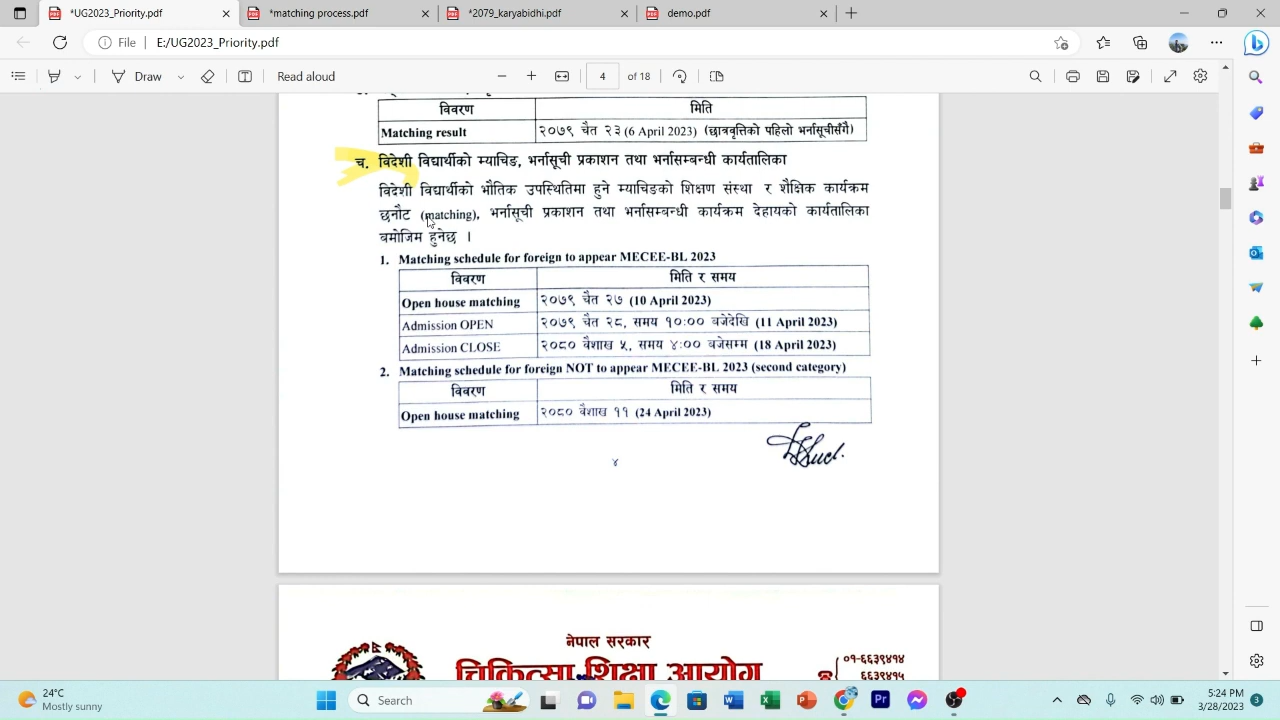 *UG2023_Priority.pdf
*matching process.pdf
*2079_karyabidhi.pdf
demo.pdf
File
E:/UG2023_Priority.pdf
Draw
Read aloud
4 of 18
विवरण मिति
Matching result २०७९ चैत २३ (6 April 2023) (छात्रवृत्तिको पहिलो भर्नासूचीसँगै)
च. विदेशी विद्यार्थीको म्याचिङ, भर्नासूची प्रकाशन तथा भर्नासम्बन्धी कार्यतालिका
विदेशी विद्यार्थीको भौतिक उपस्थितिमा हुने म्याचिङको शिक्षण संस्था र शैक्षिक कार्यक्रम
छनौट (matching), भर्नासूची प्रकाशन तथा भर्नासम्बन्धी कार्यक्रम देहायको कार्यतालिका
बमोजिम हुनेछ ।
1. Matching schedule for foreign to appear MECEE-BL 2023
विवरण मिति र समय
Open house matching २०७९ चैत २७ (10 April 2023)
Admission OPEN २०७९ चैत २८, समय १०:०० बजेदेखि (11 April 2023)
Admission CLOSE २०८० वैशाख ५, समय ४:०० बजेसम्म (18 April 2023)
2. Matching schedule for foreign NOT to appear MECEE-BL 2023 (second category)
विवरण मिति र समय
Open house matching २०८० वैशाख ११ (24 April 2023)
४
नेपाल सरकार
चिकित्सा शिक्षा आयोग
०१-६६३९४१४
६६३९४१५
24°C
Mostly sunny
Search
5:24 PM
3/28/2023
3